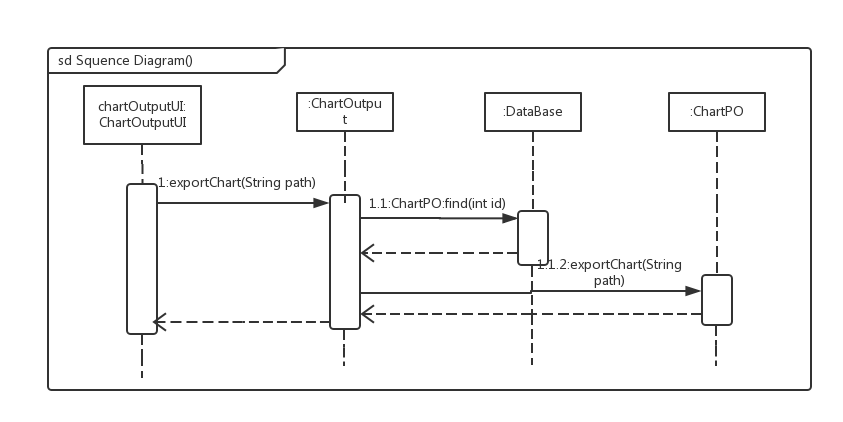 sd Squence Diagram()
chartOutputUI:
ChartOutputUI
:ChartOutpu
t
:DataBase
:ChartPO
1:exportChart(String path)
1.1:ChartPO:find(int id)
1.1.2:exportChart(String
path)